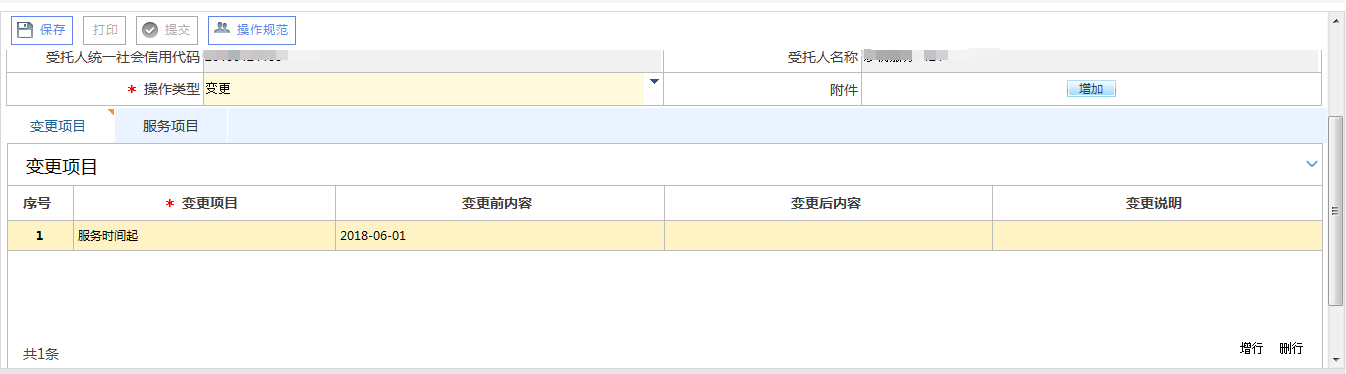 保存 打印 提交 操作规范
受托人统一社会信用代码 受托人名称
* 操作类型 变更 附件 增加
变更项目 服务项目
变更项目
序号 * 变更项目 变更前内容 变更后内容 变更说明
1 服务时间起 2018-06-01
共1条 增行 删行